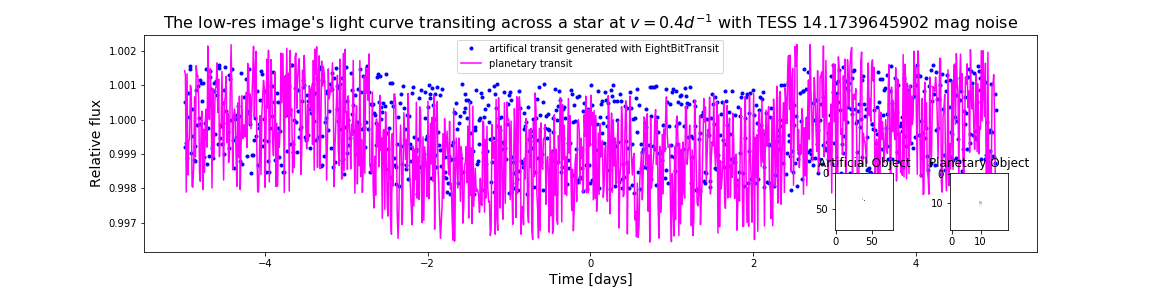 The low-res image's light curve transiting across a star at v = 0.4d⁻¹ with TESS 14.1739645902 mag noise
artifical transit generated with EightBitTransit
planetary transit
Relative flux
1.002
1.001
1.000
0.999
0.998
0.997
Artificial Object
Planetary Object
0
50
0
50
0
10
0
10
−4
−2
0
2
4
Time [days]